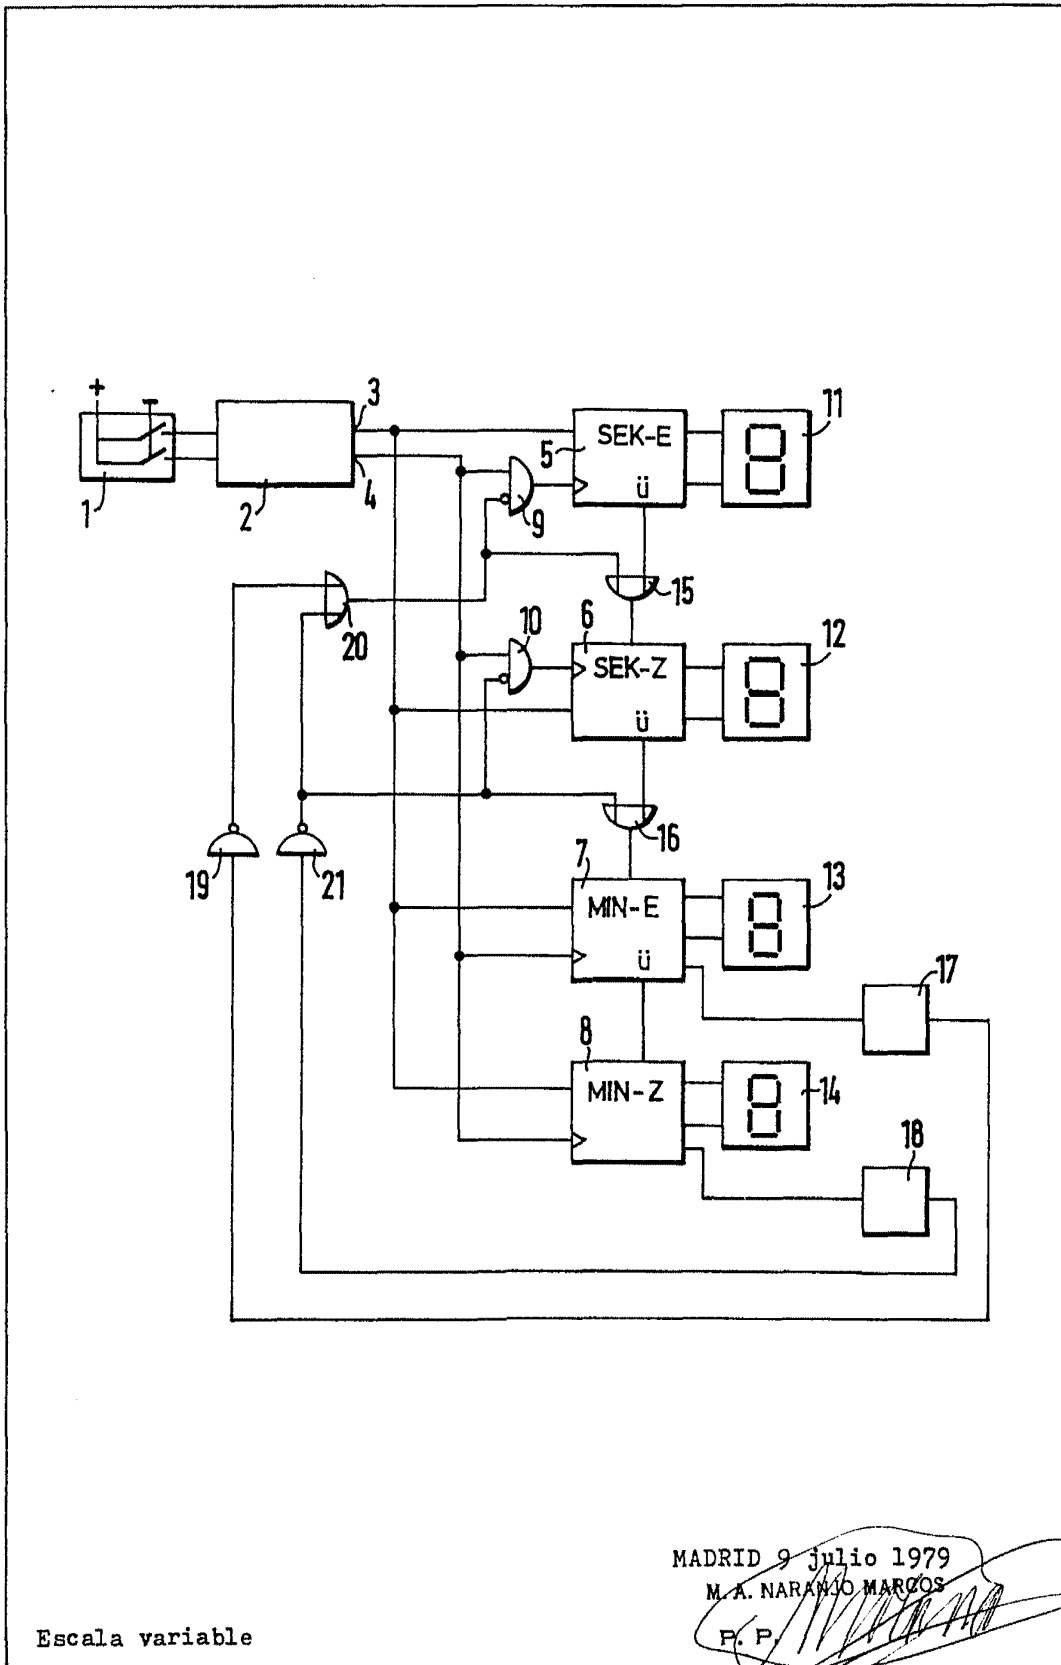 +
3
11
SEK-E
5
1
2
4
ü
9
15
10
6
12
20
SEK-Z
ü
16
19
21
7
13
MIN-E
ü
17
8
MIN-Z
14
18
MADRID 9 julio 1979
M. A. NARANJO MARCOS
P. P.
Escala variable